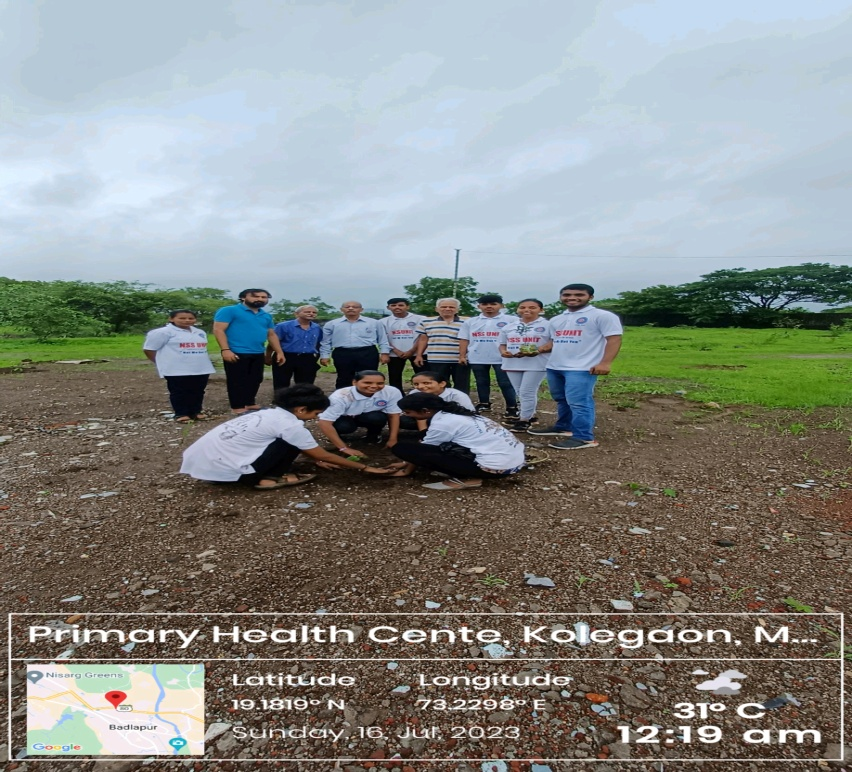 NSS UNIT
NSS UNIT
NSS UNIT
NSS UNIT
Primary Health Cente, Kolegaon, M...
Nisarg Greens
Badlapur
Google
Latitude
Longitude
19.1819° N
73.2298° E
Sunday, 16, Jul, 2023
31° C
12:19 am